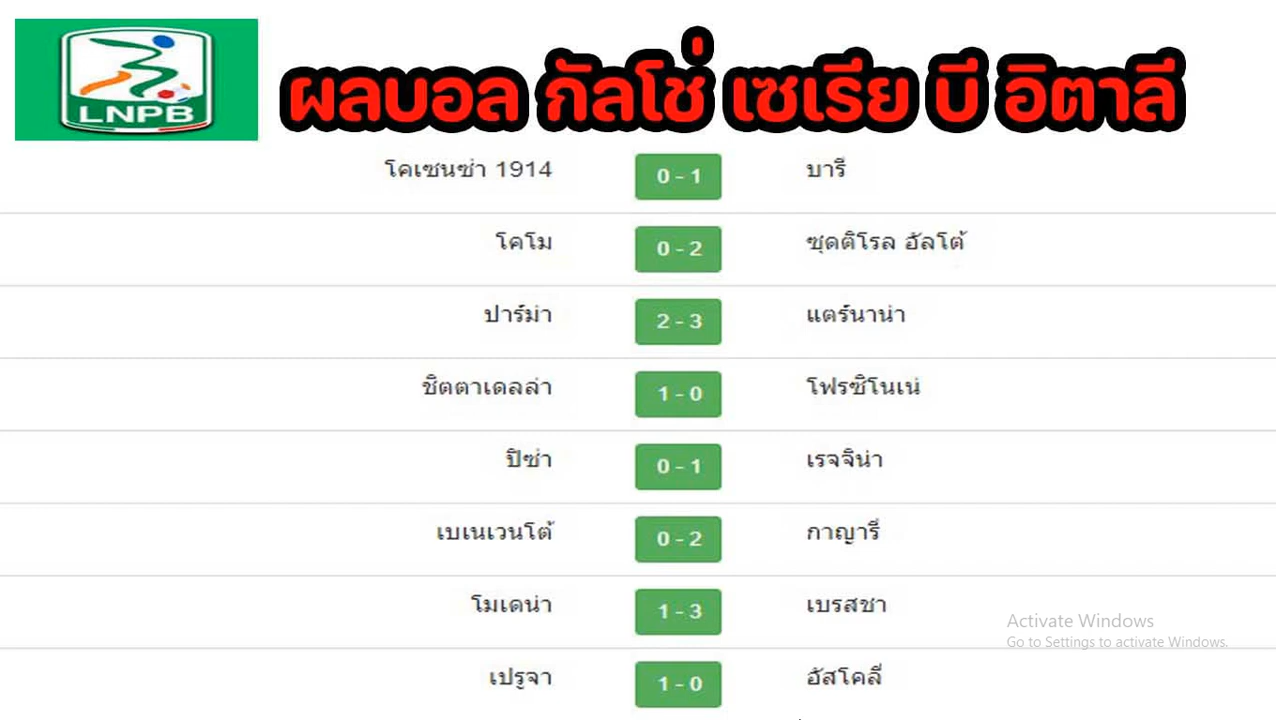 LNPB
ผลบอล กัลโช่ เซเรีย บี อิตาลี
โคเซนซ่า 1914 0 - 1 บารี
โคโม 0 - 2 ซุดติโรล อัลโต้
ปาร์ม่า 2 - 3 แตร์นาน่า
ชิตตาเดลล่า 1 - 0 โฟรซิโนเน่
ปิซ่า 0 - 1 เรจจิน่า
เบเนเวนโต้ 0 - 2 กาญารี่
โมเดน่า 1 - 3 เบรสชา
เปรูจา 1 - 0 อัสโคลี่
Activate Windows
Go to Settings to activate Windows.